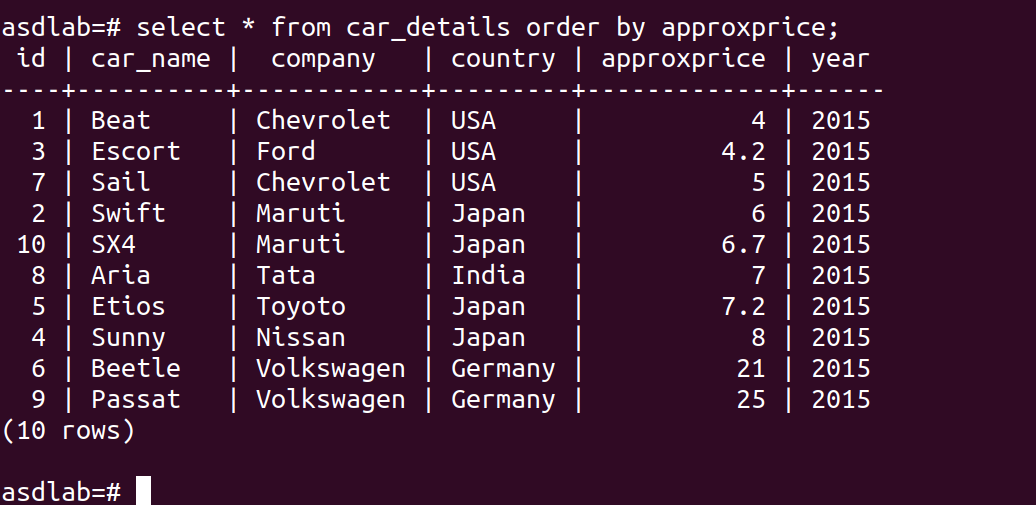 asdlab=# select * from car_details order by approxprice;
 id | car_name |  company   | country | approxprice | year
----+----------+------------+---------+-------------+------
  1 | Beat     | Chevrolet  | USA     |           4 | 2015
  3 | Escort   | Ford       | USA     |         4.2 | 2015
  7 | Sail     | Chevrolet  | USA     |           5 | 2015
  2 | Swift    | Maruti     | Japan   |           6 | 2015
 10 | SX4      | Maruti     | Japan   |         6.7 | 2015
  8 | Aria     | Tata       | India   |           7 | 2015
  5 | Etios    | Toyoto     | Japan   |         7.2 | 2015
  4 | Sunny    | Nissan     | Japan   |           8 | 2015
  6 | Beetle   | Volkswagen | Germany |          21 | 2015
  9 | Passat   | Volkswagen | Germany |          25 | 2015
(10 rows)
asdlab=#